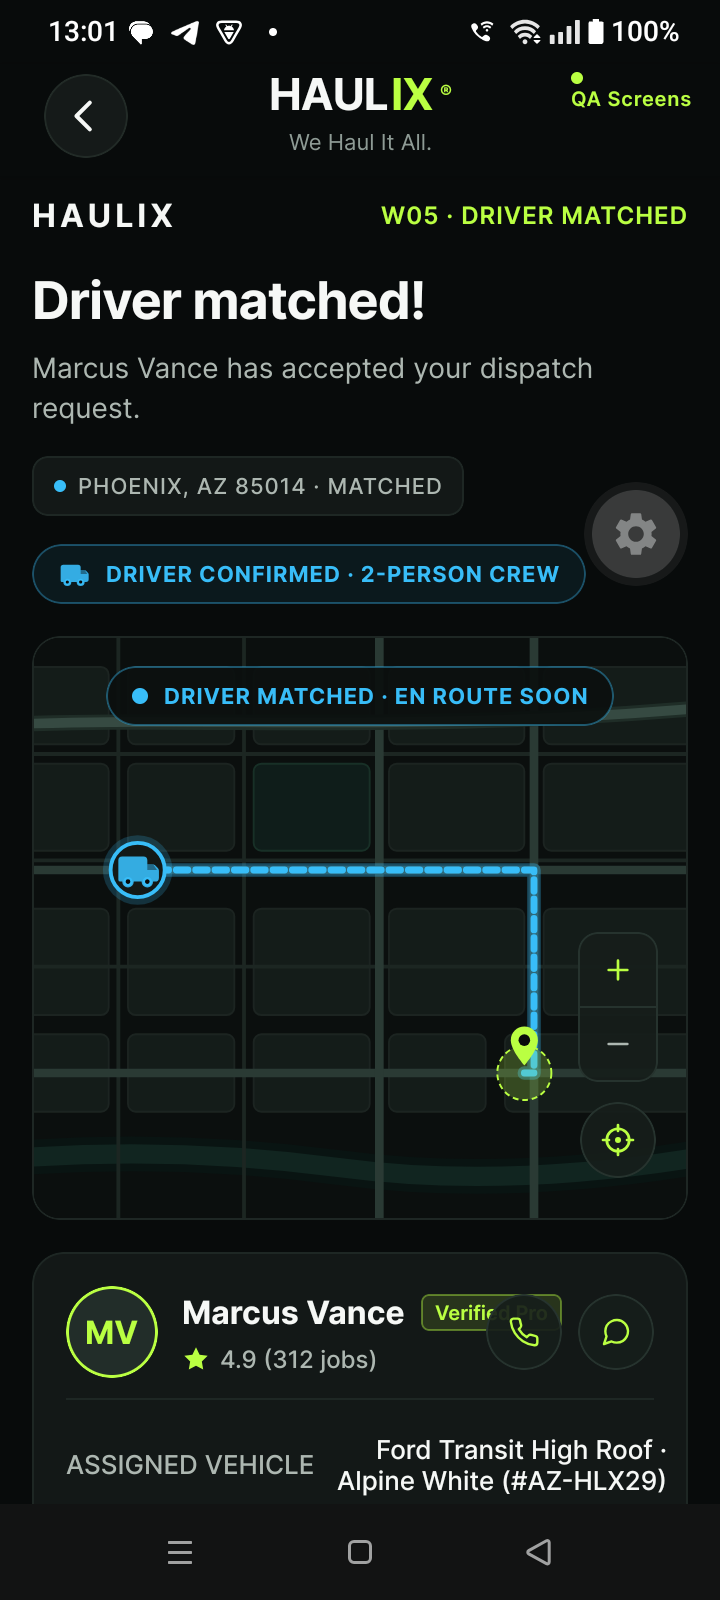 13:01
100%
HAULIX ®
We Haul It All.
QA Screens
HAULIX
W05 · DRIVER MATCHED
Driver matched!
Marcus Vance has accepted your dispatch
request.
PHOENIX, AZ 85014 · MATCHED
DRIVER CONFIRMED · 2-PERSON CREW
DRIVER MATCHED · EN ROUTE SOON
+
−
MV
Marcus Vance
Verified Pro
4.9 (312 jobs)
ASSIGNED VEHICLE
Ford Transit High Roof ·
Alpine White (#AZ-HLX29)